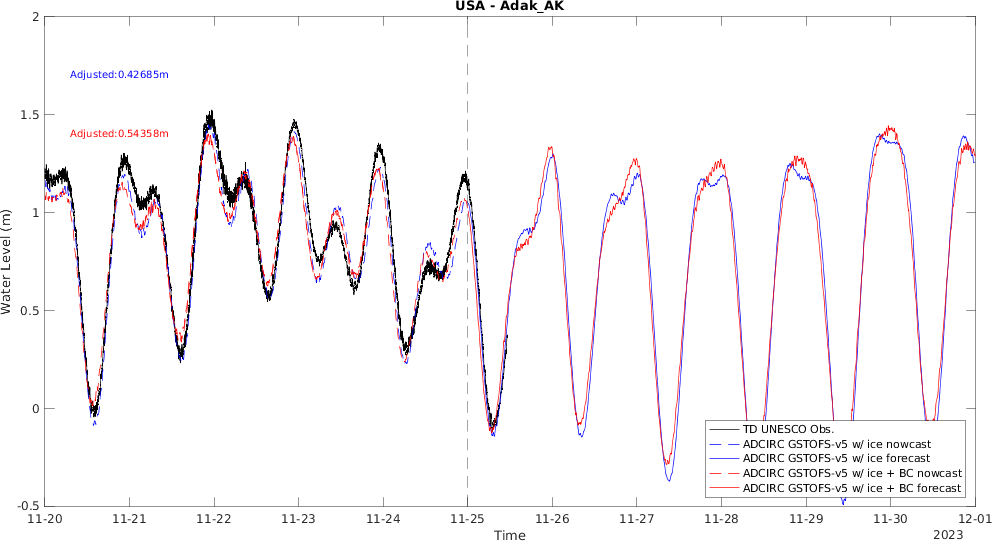 USA - Adak_AK
2
1.5
1
0.5
0
-0.5
Water Level (m)
Adjusted:0.42685m
Adjusted:0.54358m
TD UNESCO Obs.
ADCIRC GSTOFS-v5 w/ ice nowcast
ADCIRC GSTOFS-v5 w/ ice forecast
ADCIRC GSTOFS-v5 w/ ice + BC nowcast
ADCIRC GSTOFS-v5 w/ ice + BC forecast
11-20 11-21 11-22 11-23 11-24 11-25 11-26 11-27 11-28 11-29 11-30 12-01
Time
2023